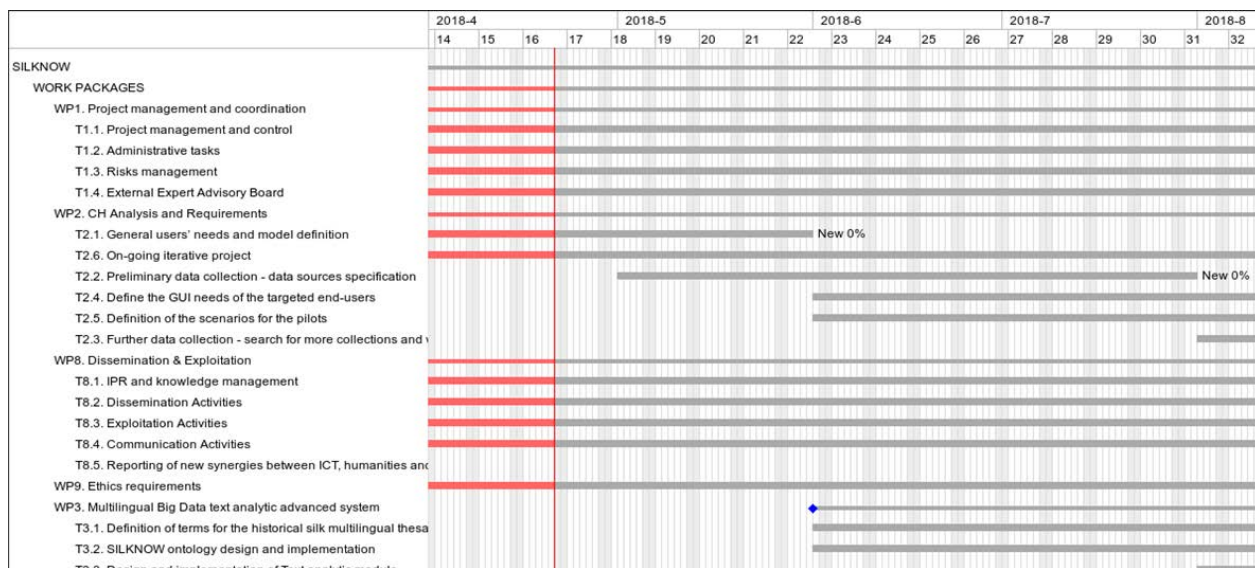 2018-4 2018-5 2018-6 2018-7 2018-8
14 15 16 17 18 19 20 21 22 23 24 25 26 27 28 29 30 31 32
SILKNOW
WORK PACKAGES
WP1. Project management and coordination
T1.1. Project management and control
T1.2. Administrative tasks
T1.3. Risks management
T1.4. External Expert Advisory Board
WP2. CH Analysis and Requirements
T2.1. General users' needs and model definition New 0%
T2.6. On-going iterative project
T2.2. Preliminary data collection - data sources specification New 0%
T2.4. Define the GUI needs of the targeted end-users
T2.5. Definition of the scenarios for the pilots
T2.3. Further data collection - search for more collections and
WP8. Dissemination & Exploitation
T8.1. IPR and knowledge management
T8.2. Dissemination Activities
T8.3. Exploitation Activities
T8.4. Communication Activities
T8.5. Reporting of new synergies between ICT, humanities and
WP9. Ethics requirements
WP3. Multilingual Big Data text analytic advanced system
T3.1. Definition of terms for the historical silk multilingual thesa
T3.2. SILKNOW ontology design and implementation